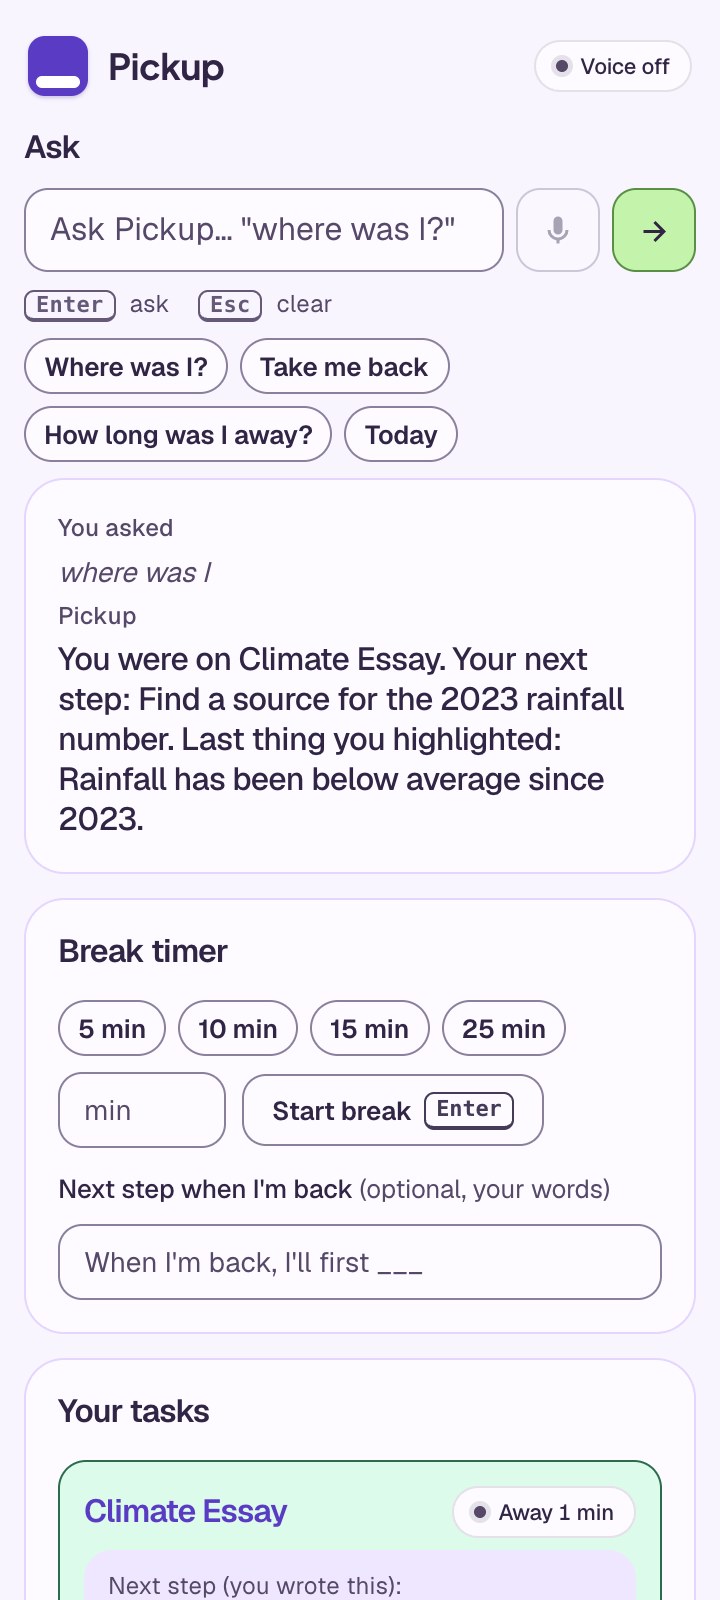 Pickup
Voice off
Ask
Ask Pickup... "where was I?"
Enter ask Esc clear
Where was I? Take me back
How long was I away? Today
You asked
where was I
Pickup
You were on Climate Essay. Your next
step: Find a source for the 2023 rainfall
number. Last thing you highlighted:
Rainfall has been below average since
2023.
Break timer
5 min 10 min 15 min 25 min
min Start break Enter
Next step when I'm back (optional, your words)
When I'm back, I'll first ___
Your tasks
Climate Essay Away 1 min
Next step (you wrote this):